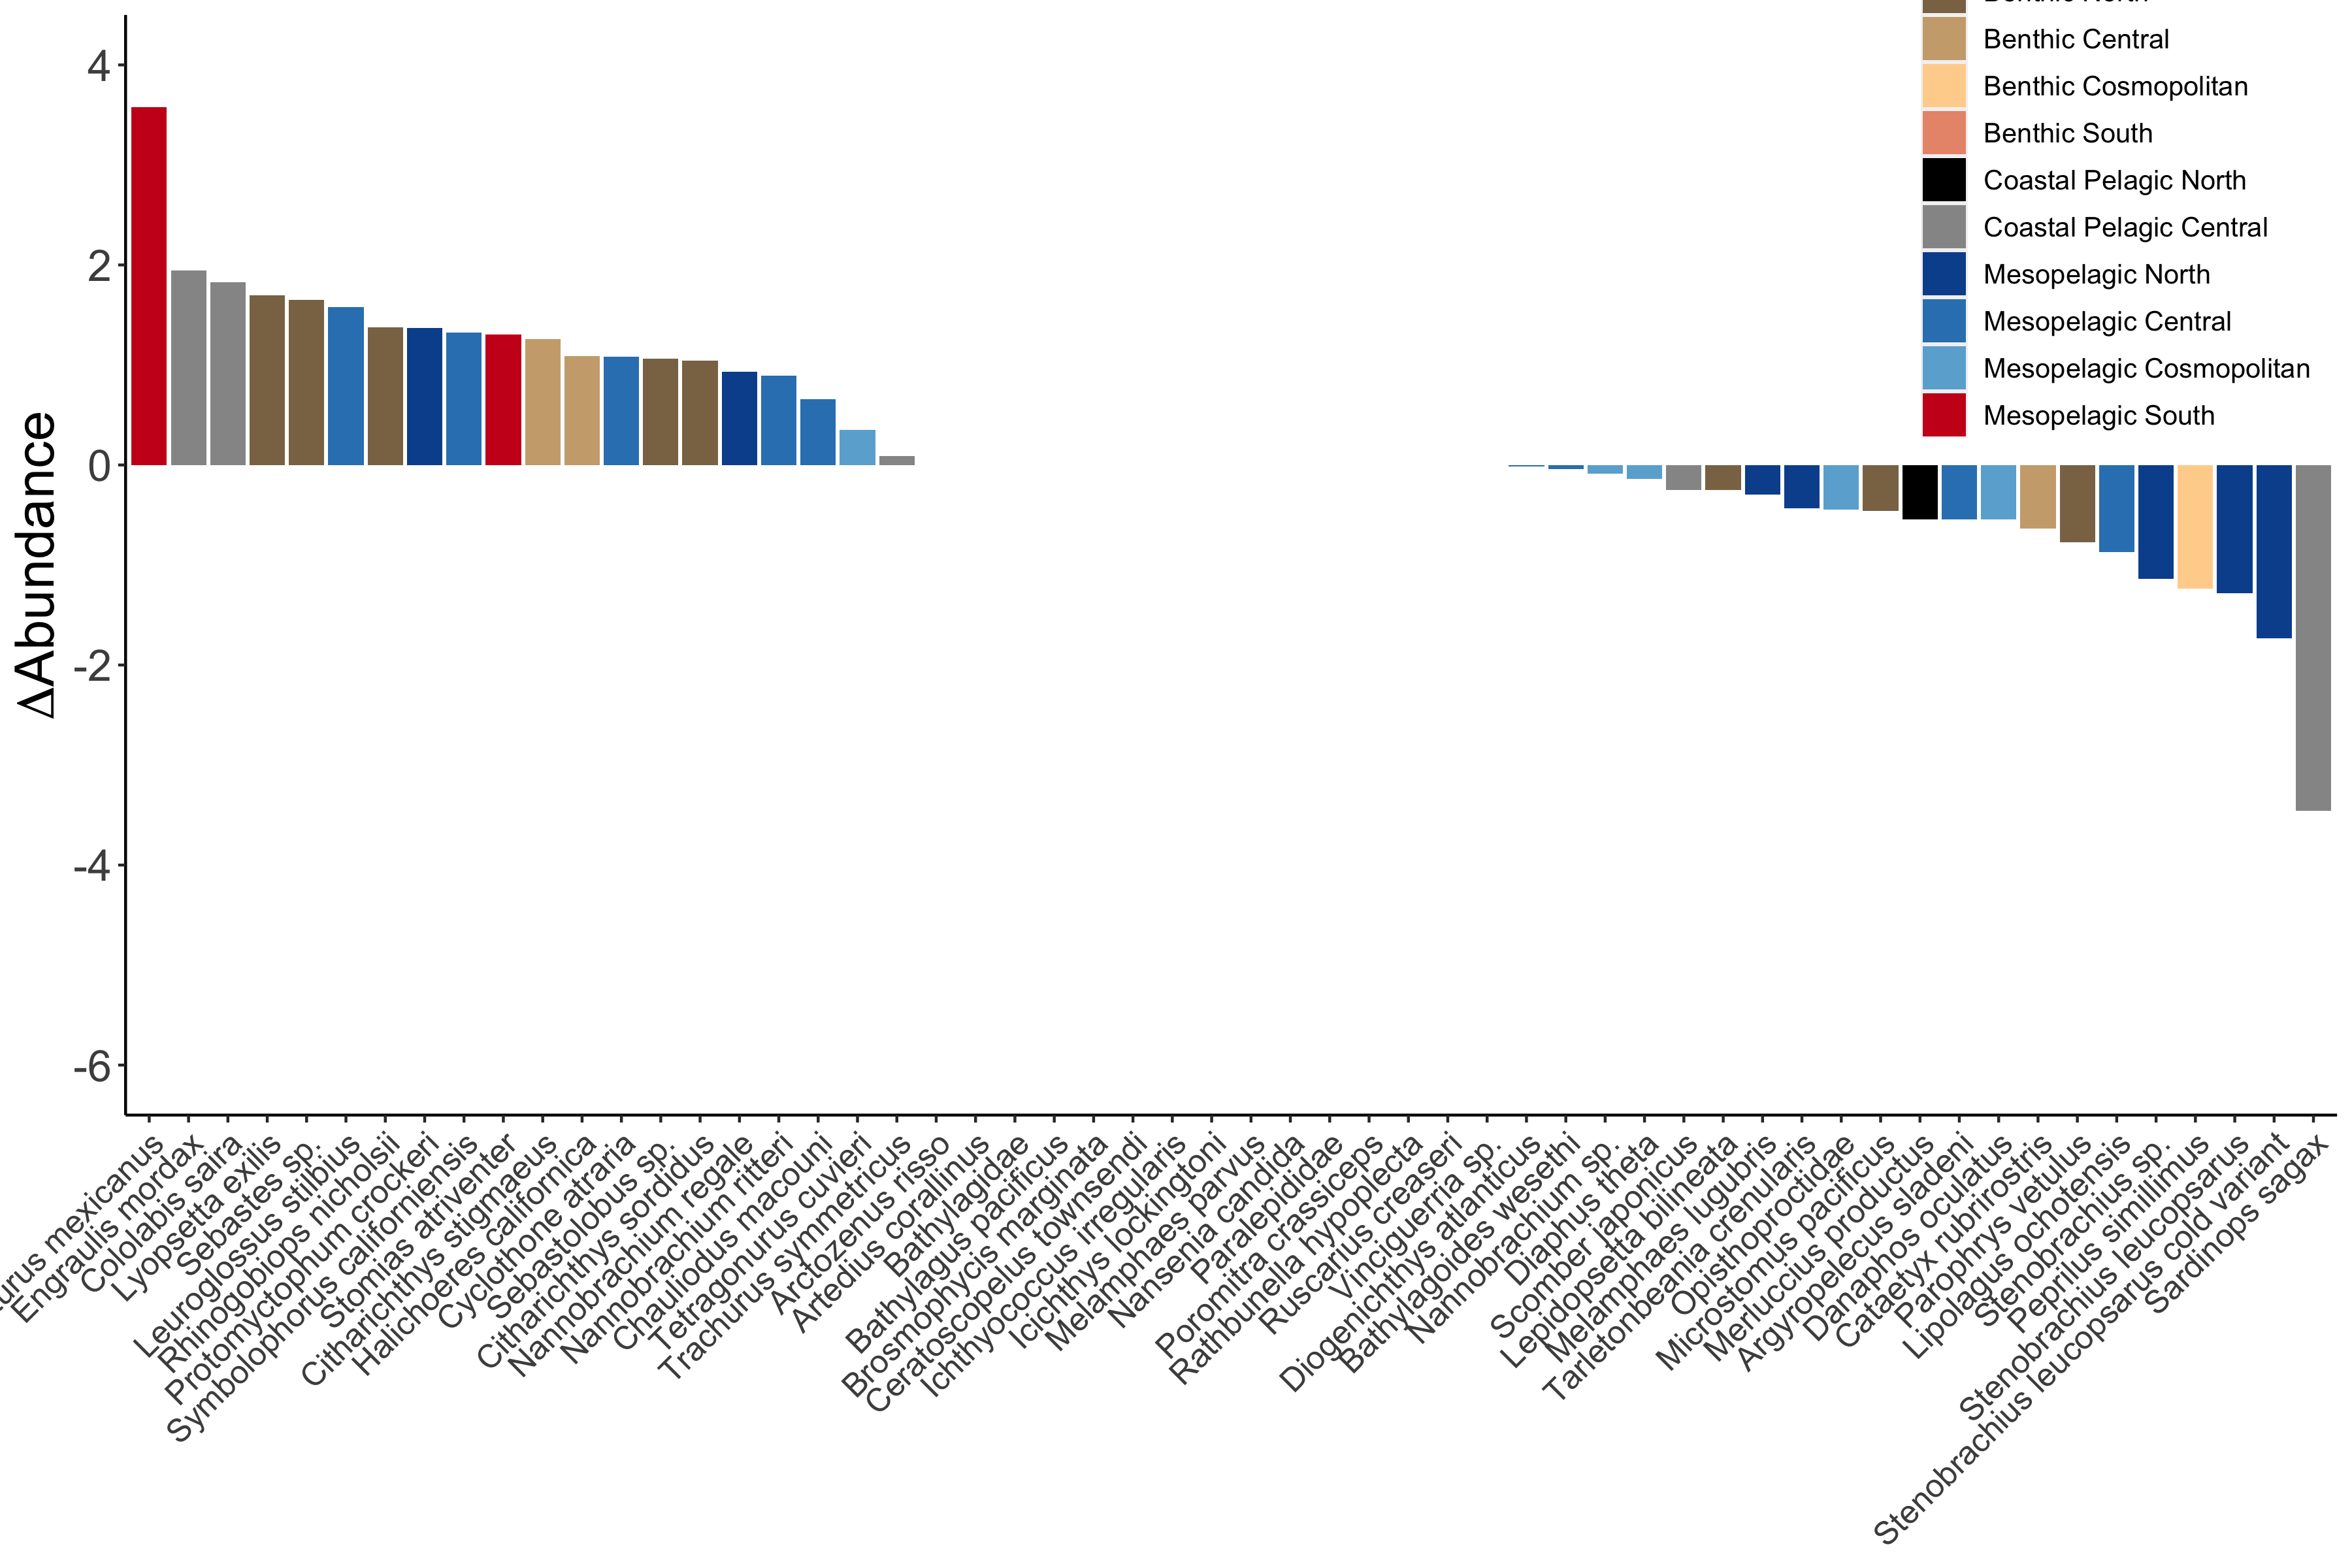 Benthic North
Benthic Central
Benthic Cosmopolitan
Benthic South
Coastal Pelagic North
Coastal Pelagic Central
Mesopelagic North
Mesopelagic Central
Mesopelagic Cosmopolitan
Mesopelagic South
ΔAbundance
4
2
0
-2
-4
-6
mexicanus
Engraulis mordax
Cololabis saira
Lyopsetta exilis
Sebastes sp.
Leuroglossus stilbius
Rhinogobiops nicholsii
Protomyctophum crockeri
Symbolophorus californiensis
Stomias atriventer
Citharichthys stigmaeus
Halichoeres californica
Cyclothone atraria
Sebastolobus sp.
Citharichthys sordidus
Nannobrachium regale
Nannobrachium ritteri
Chauliodus macouni
Tetragonurus cuvieri
Trachurus symmetricus
Arctozenus risso
Artedius corallinus
Bathylagidae
Bathylagus pacificus
Brosmophycis marginata
Ceratoscopelus townsendi
Ichthyococcus irregularis
Icichthys lockingtoni
Melamphaes parvus
Nansenia candida
Paralepididae
Poromitra crassiceps
Rathbunella hypoplecta
Ruscarius creaseri
Vinciguerria sp.
Diogenichthys atlanticus
Bathylagoides wesethi
Nannobrachium sp.
Diaphus theta
Scomber japonicus
Lepidopsetta bilineata
Melamphaes lugubris
Tarletonbeania crenularis
Opisthoproctidae
Microstomus pacificus
Merluccius productus
Argyropelecus sladeni
Danaphos oculatus
Cataetyx rubrirostris
Parophrys vetulus
Lipolagus ochotensis
Stenobrachius sp.
Peprilus simillimus
Stenobrachius leucopsarus
Stenobrachius leucopsarus cold variant
Sardinops sagax